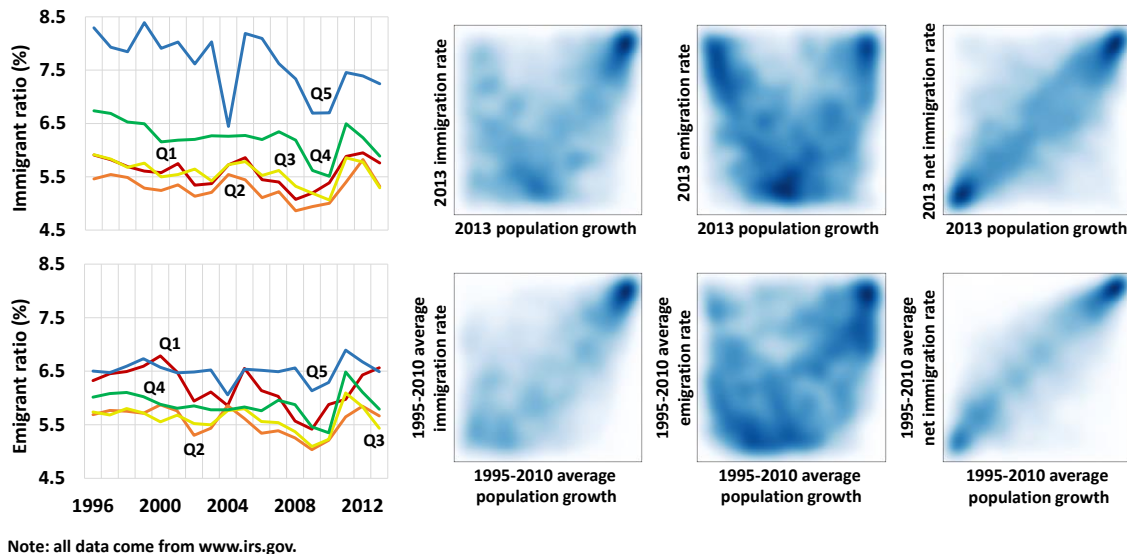 Immigrant ratio (%)
8.5
7.5
6.5
5.5
4.5
Q5
Q1
Q3
Q4
Q2
2013 immigration rate
2013 population growth
2013 emigration rate
2013 population growth
2013 net immigration rate
2013 population growth
Emigrant ratio (%)
8.5
7.5
6.5
5.5
4.5
Q1
Q5
Q4
Q2
Q3
1996
2000
2004
2008
2012
1995-2010 average
immigration rate
1995-2010 average
population growth
1995-2010 average
emigration rate
1995-2010 average
population growth
1995-2010 average
net immigration rate
1995-2010 average
population growth
Note: all data come from www.irs.gov.